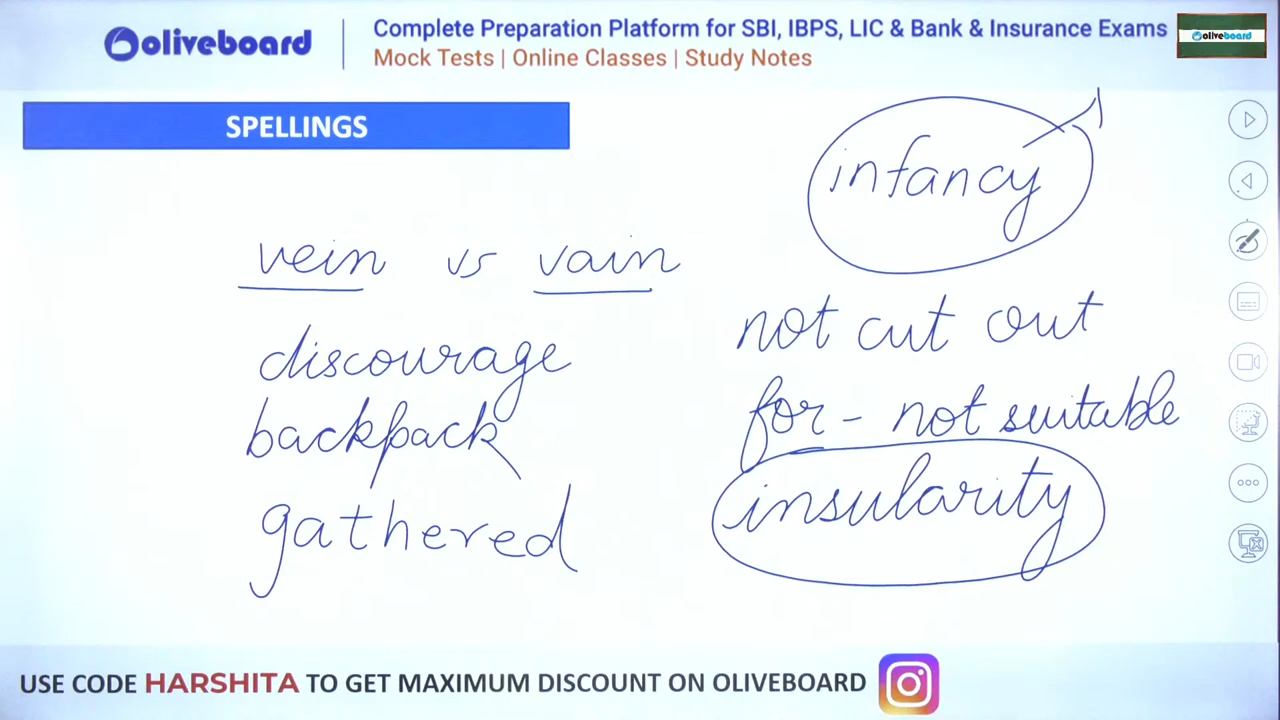 oliveboard
Complete Preparation Platform for SBI, IBPS, LIC & Bank & Insurance Exams
Mock Tests | Online Classes | Study Notes
oliveboard
SPELLINGS
infancy
vein vs vain
not cut out
discourage
for - not suitable
backpack
insularity
gathered
USE CODE HARSHITA TO GET MAXIMUM DISCOUNT ON OLIVEBOARD